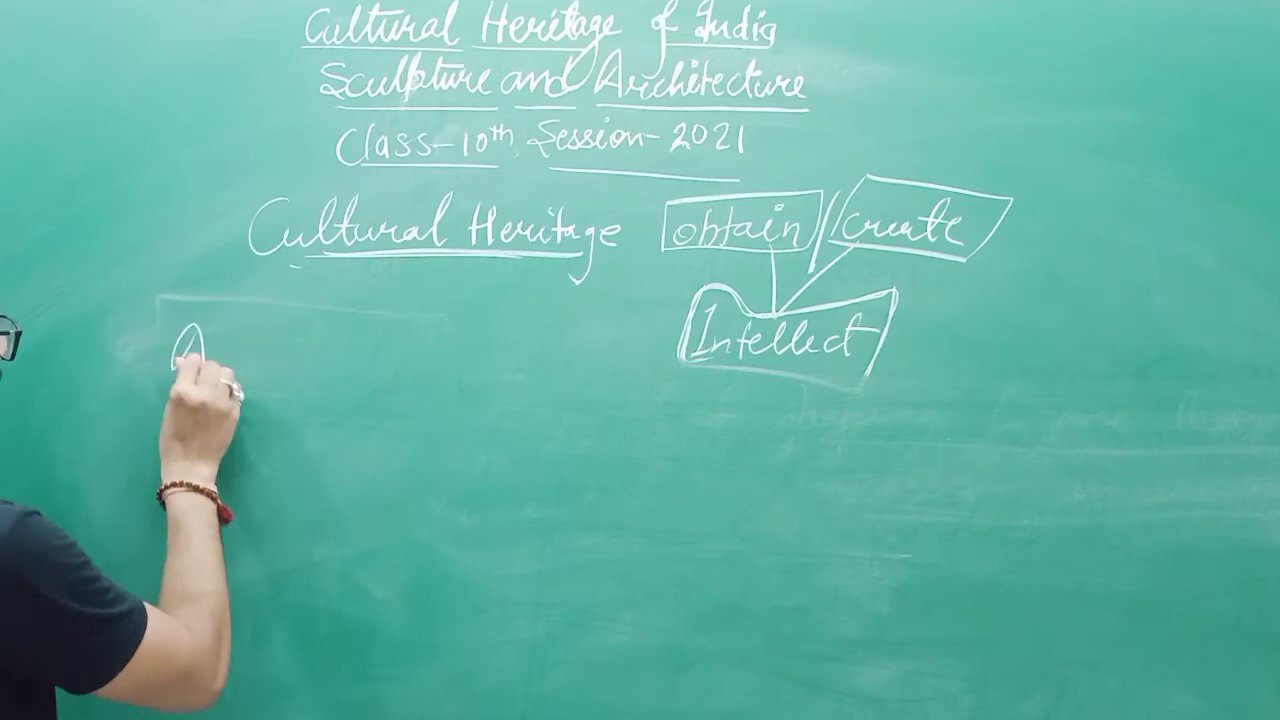 Cultural Heritage of India
Sculpture and Architecture
Class-10th Session-2021
Cultural Heritage obtain / create
Intellect